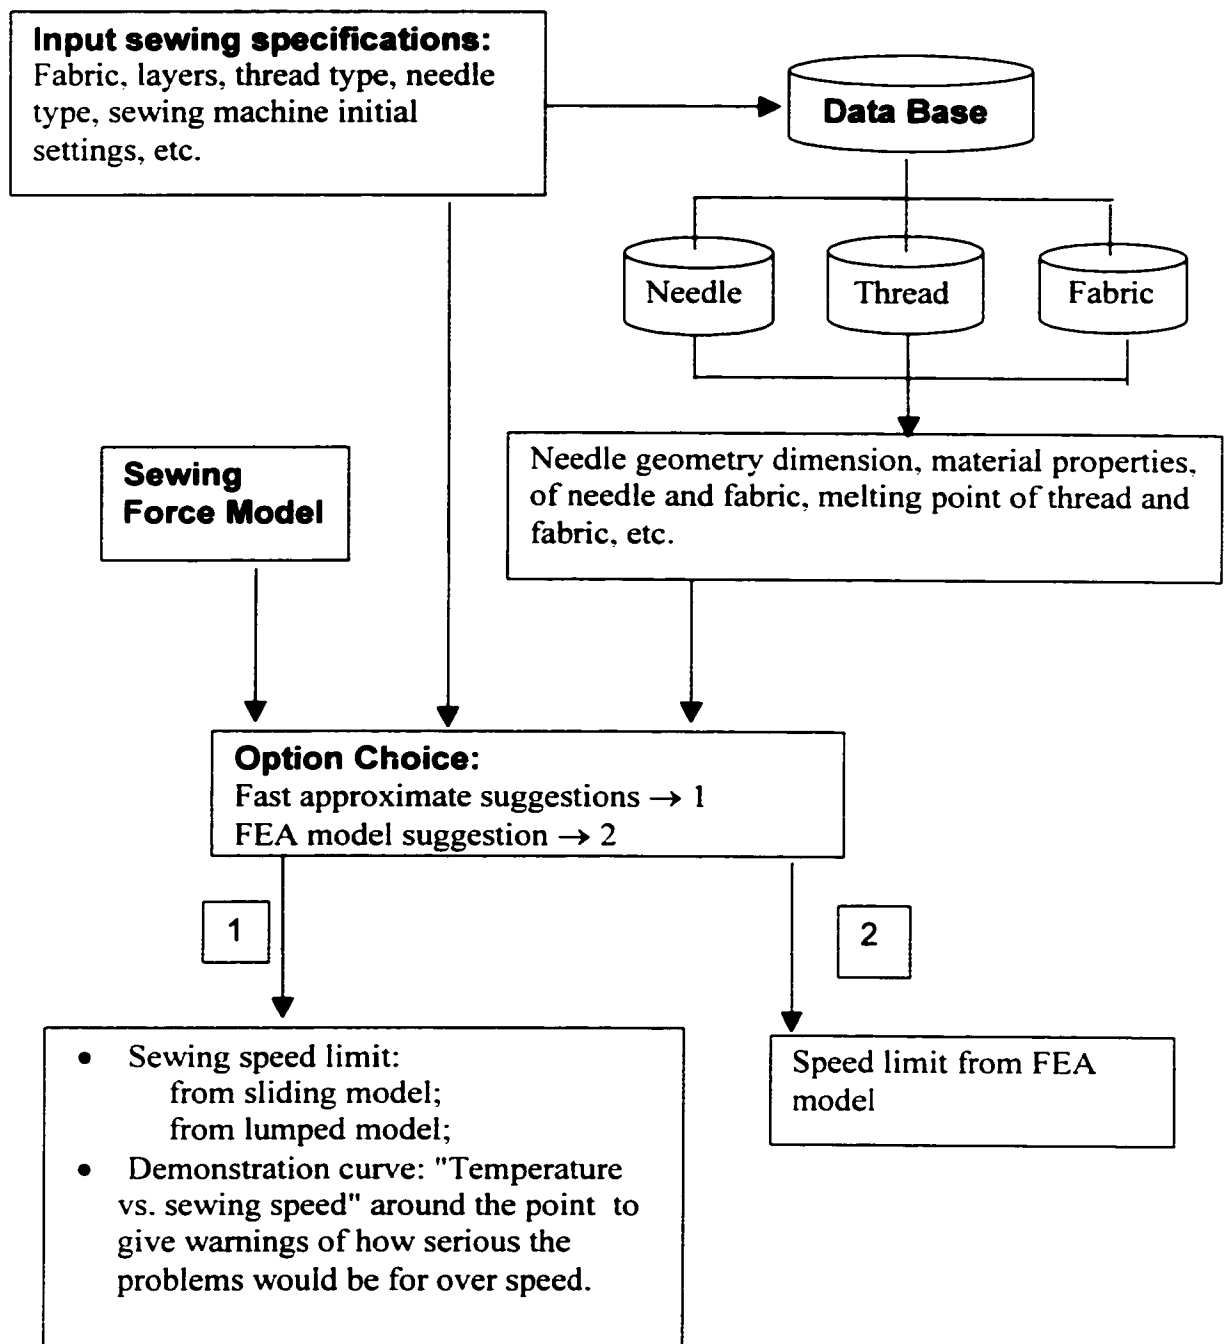 Input sewing specifications:
Fabric, layers, thread type, needle
type, sewing machine initial
settings, etc.
Data Base
Needle
Thread
Fabric
Sewing
Force Model
Needle geometry dimension, material properties,
of needle and fabric, melting point of thread and
fabric, etc.
Option Choice:
Fast approximate suggestions → 1
FEA model suggestion → 2
1
2
• Sewing speed limit:
from sliding model;
from lumped model;
• Demonstration curve: "Temperature
vs. sewing speed" around the point to
give warnings of how serious the
problems would be for over speed.
Speed limit from FEA
model